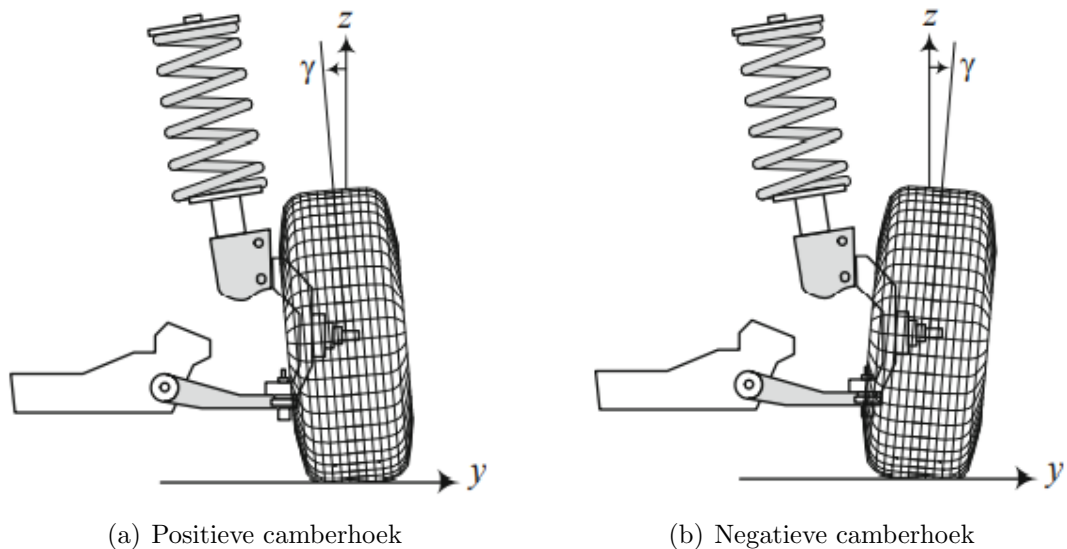 z
γ
y
(a) Positieve camberhoek
z
γ
y
(b) Negatieve camberhoek